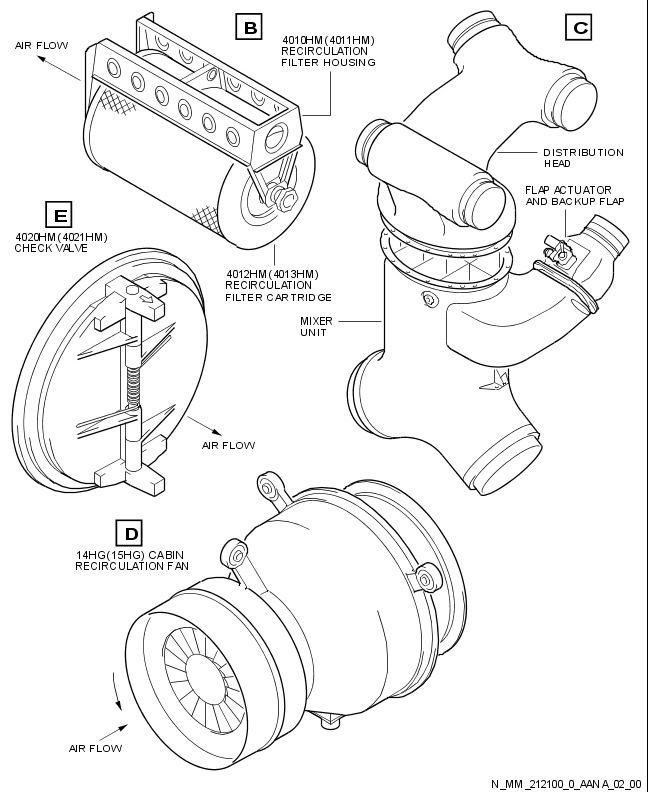 B
4010HM(4011HM)
RECIRCULATION
FILTER HOUSING
AIR FLOW
C
DISTRIBUTION
HEAD
FLAP ACTUATOR
AND BACKUP FLAP
E
4020HM(4021HM)
CHECK VALVE
4012HM(4013HM)
RECIRCULATION
FILTER CARTRIDGE
MIXER
UNIT
AIR FLOW
D
14HG(15HG) CABIN
RECIRCULATION FAN
AIR FLOW
N_MM_212100_0_AANA_02_00